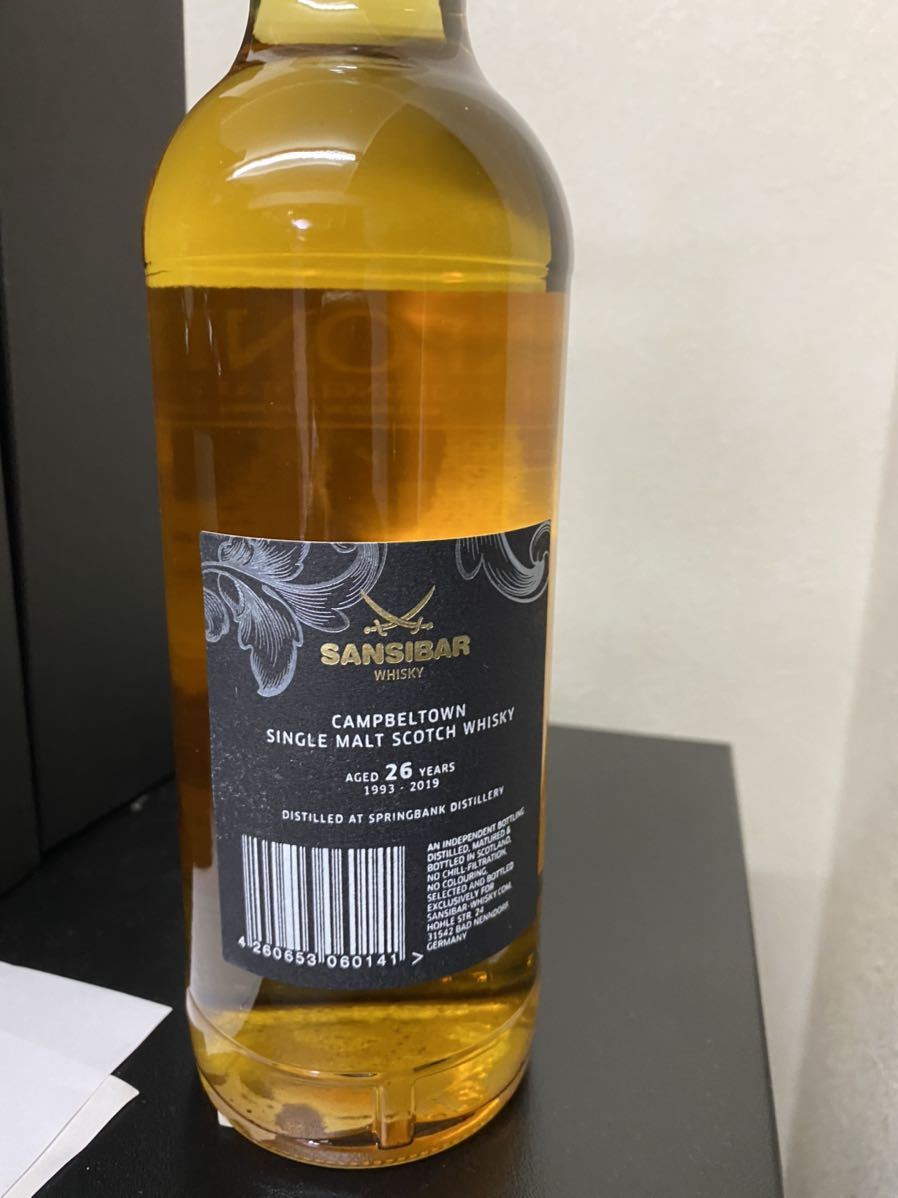 SANSIBAR
WHISKY
CAMPBELTOWN
SINGLE MALT SCOTCH WHISKY
AGED 26 YEARS
1993 - 2019
DISTILLED AT SPRINGBANK DISTILLERY
AN INDEPENDENT BOTTLING
DISTILLED, MATURED &
BOTTLED IN SCOTLAND.
NO CHILL-FILTRATION.
NO COLOURING.
SELECTED AND BOTTLED
EXCLUSIVELY FOR
SANSIBAR-WHISKY.COM.
HOHLE STR. 24
31542 BAD NENNDORF
GERMANY
4 260653 060141 >